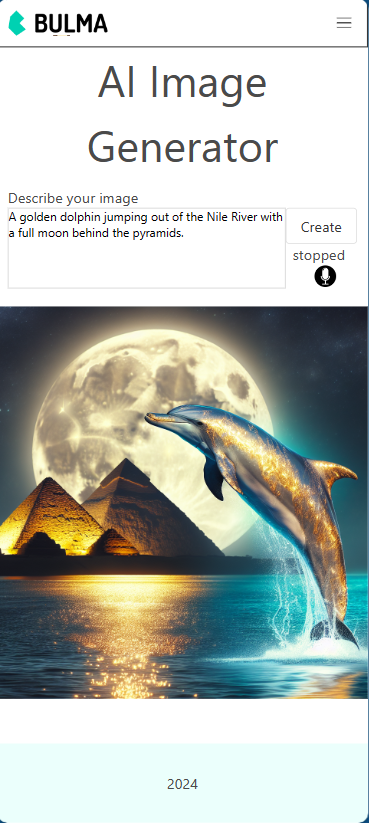 BULMA
AI Image
Generator
Describe your image
A golden dolphin jumping out of the Nile River with
a full moon behind the pyramids.
Create
stopped
2024